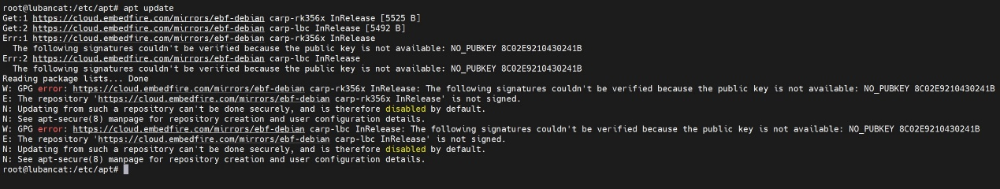 root@lubancat:/etc/apt# apt update
Get:1 https://cloud.embedfire.com/mirrors/ebf-debian carp-rk356x InRelease [5525 B]
Get:2 https://cloud.embedfire.com/mirrors/ebf-debian carp-lbc InRelease [5492 B]
Err:1 https://cloud.embedfire.com/mirrors/ebf-debian carp-rk356x InRelease
  The following signatures couldn't be verified because the public key is not available: NO_PUBKEY 8C02E9210430241B
Err:2 https://cloud.embedfire.com/mirrors/ebf-debian carp-lbc InRelease
  The following signatures couldn't be verified because the public key is not available: NO_PUBKEY 8C02E9210430241B
Reading package lists... Done
W: GPG error: https://cloud.embedfire.com/mirrors/ebf-debian carp-rk356x InRelease: The following signatures couldn't be verified because the public key is not available: NO_PUBKEY 8C02E9210430241B
E: The repository 'https://cloud.embedfire.com/mirrors/ebf-debian carp-rk356x InRelease' is not signed.
N: Updating from such a repository can't be done securely, and is therefore disabled by default.
N: See apt-secure(8) manpage for repository creation and user configuration details.
W: GPG error: https://cloud.embedfire.com/mirrors/ebf-debian carp-lbc InRelease: The following signatures couldn't be verified because the public key is not available: NO_PUBKEY 8C02E9210430241B
E: The repository 'https://cloud.embedfire.com/mirrors/ebf-debian carp-lbc InRelease' is not signed.
N: Updating from such a repository can't be done securely, and is therefore disabled by default.
N: See apt-secure(8) manpage for repository creation and user configuration details.
root@lubancat:/etc/apt#